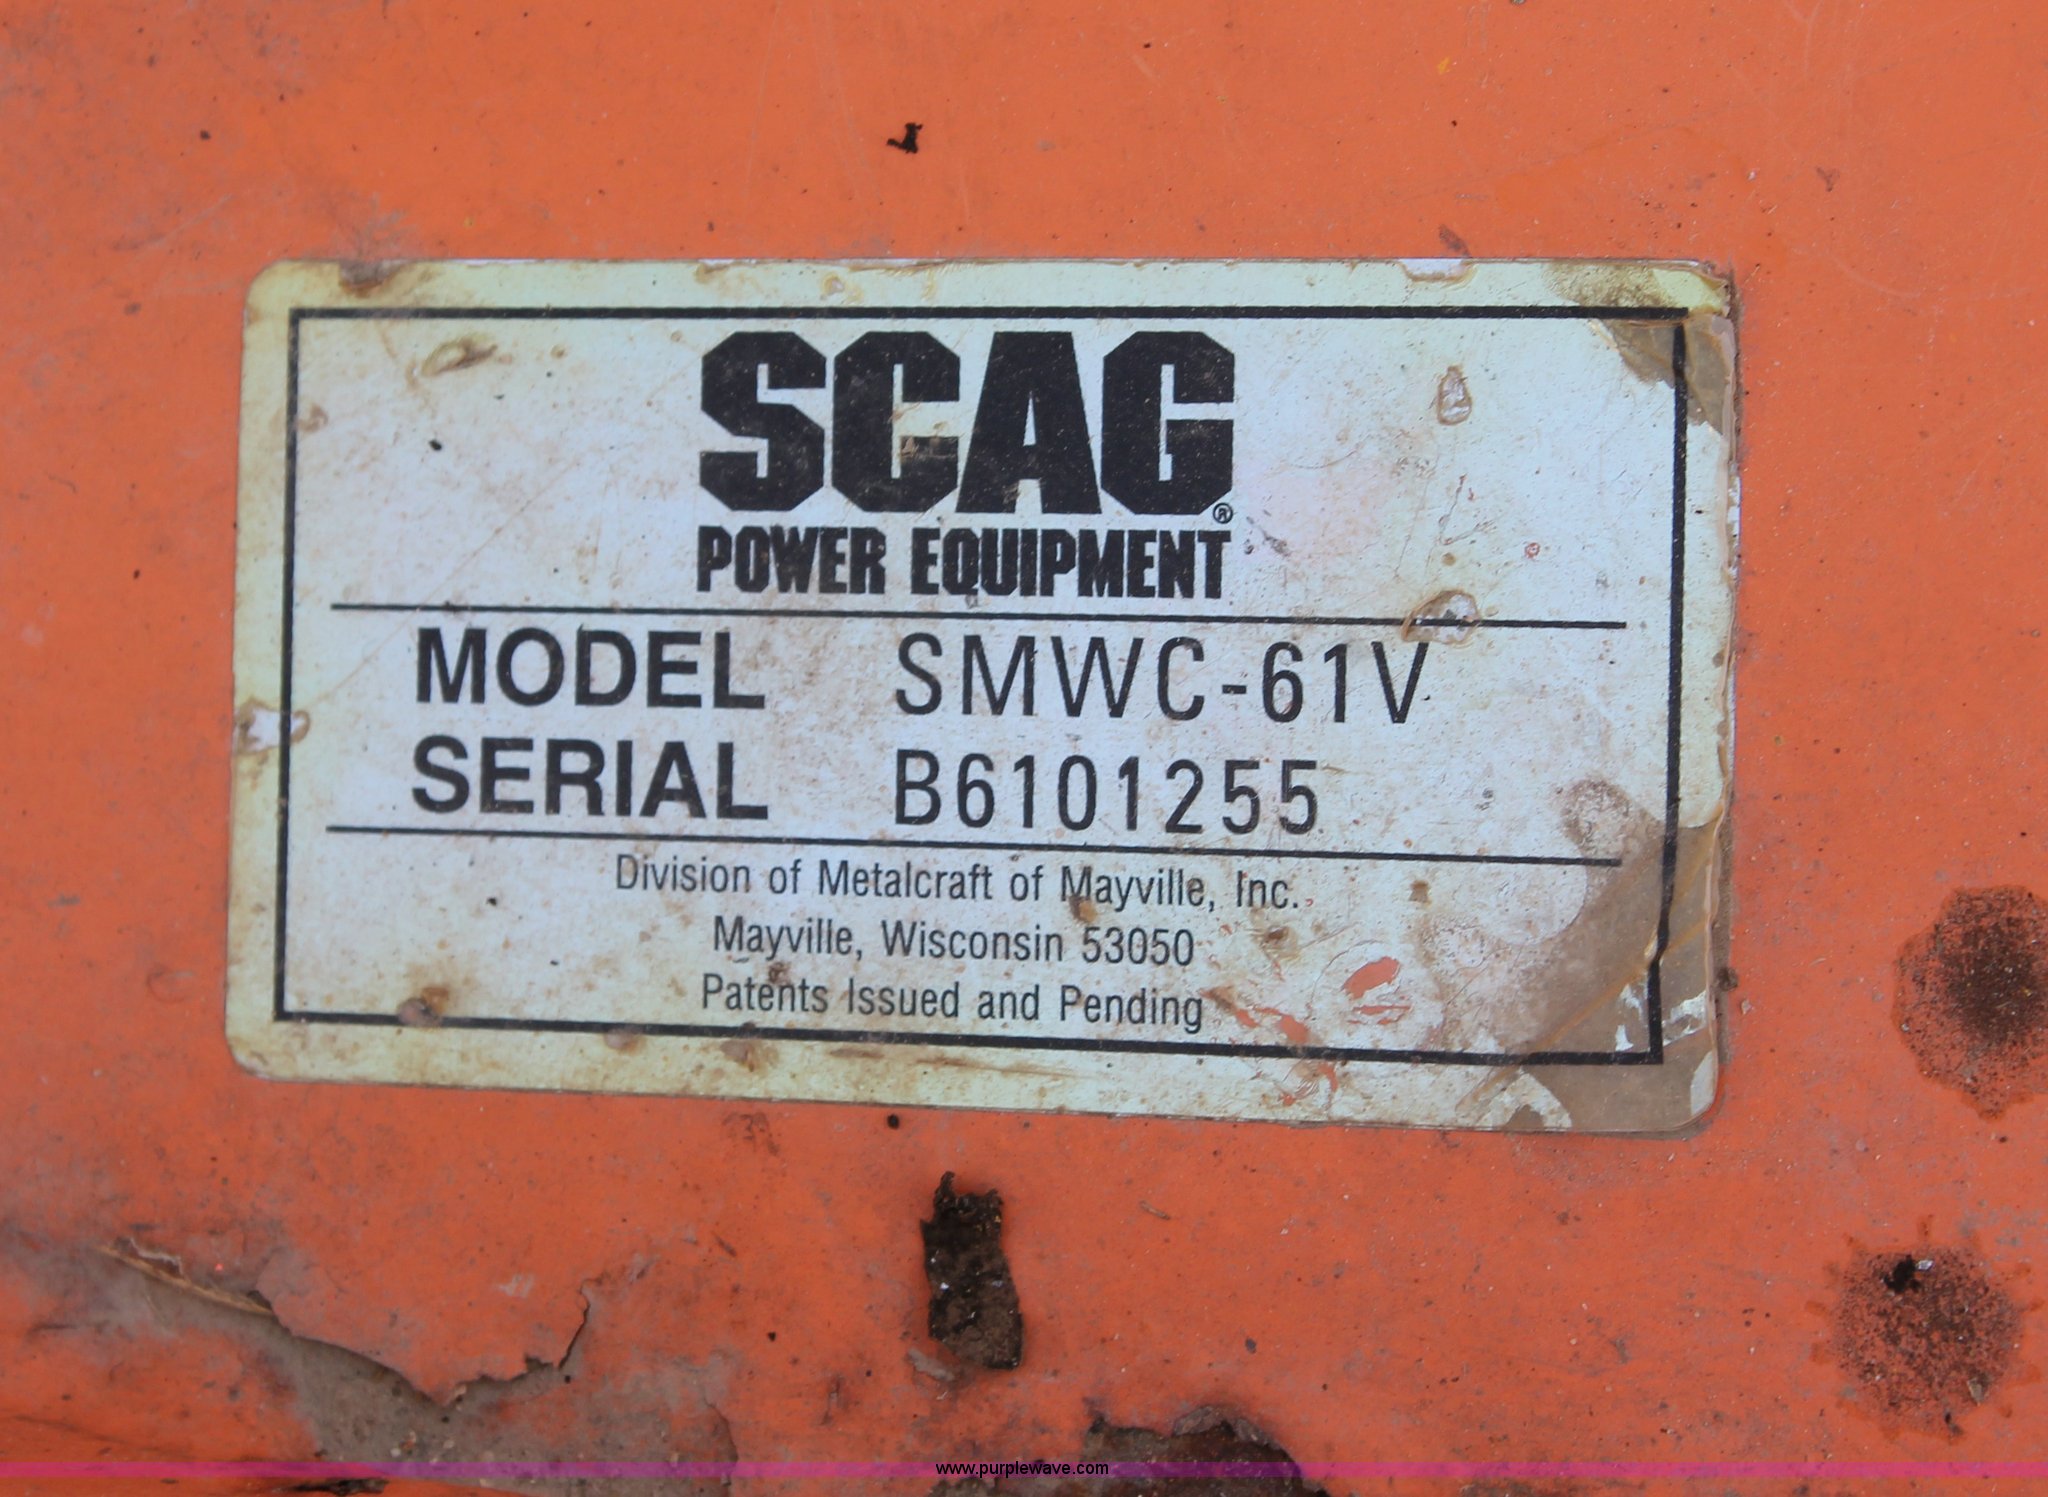 SCAG®
POWER EQUIPMENT
MODEL SMWC-61V
SERIAL B6101255
Division of Metalcraft of Mayville, Inc.
Mayville, Wisconsin 53050
Patents Issued and Pending
www.purplewave.com